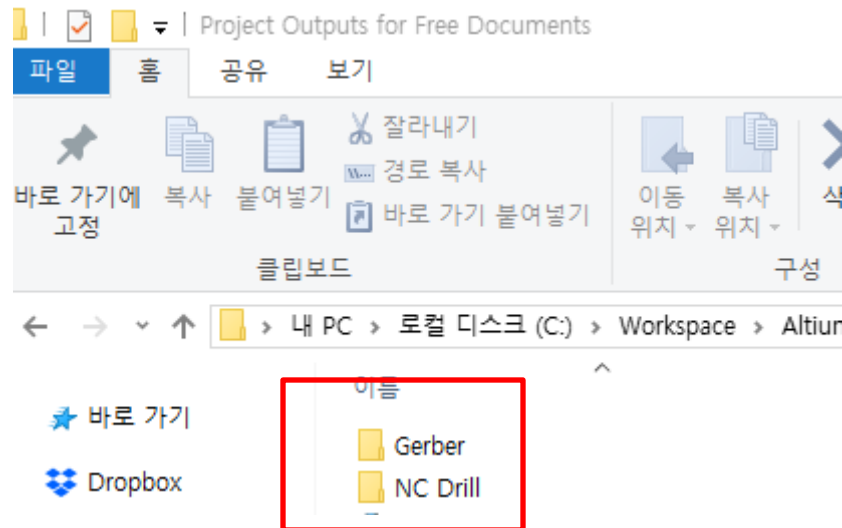 Project Outputs for Free Documents
파일 홈 공유 보기
잘라내기
경로 복사
바로 가기 붙여넣기
바로 가기에 고정
복사
붙여넣기
이동 위치
복사 위치
클립보드
구성
내 PC > 로컬 디스크 (C:) > Workspace >
이름
바로 가기
Gerber
Dropbox
NC Drill